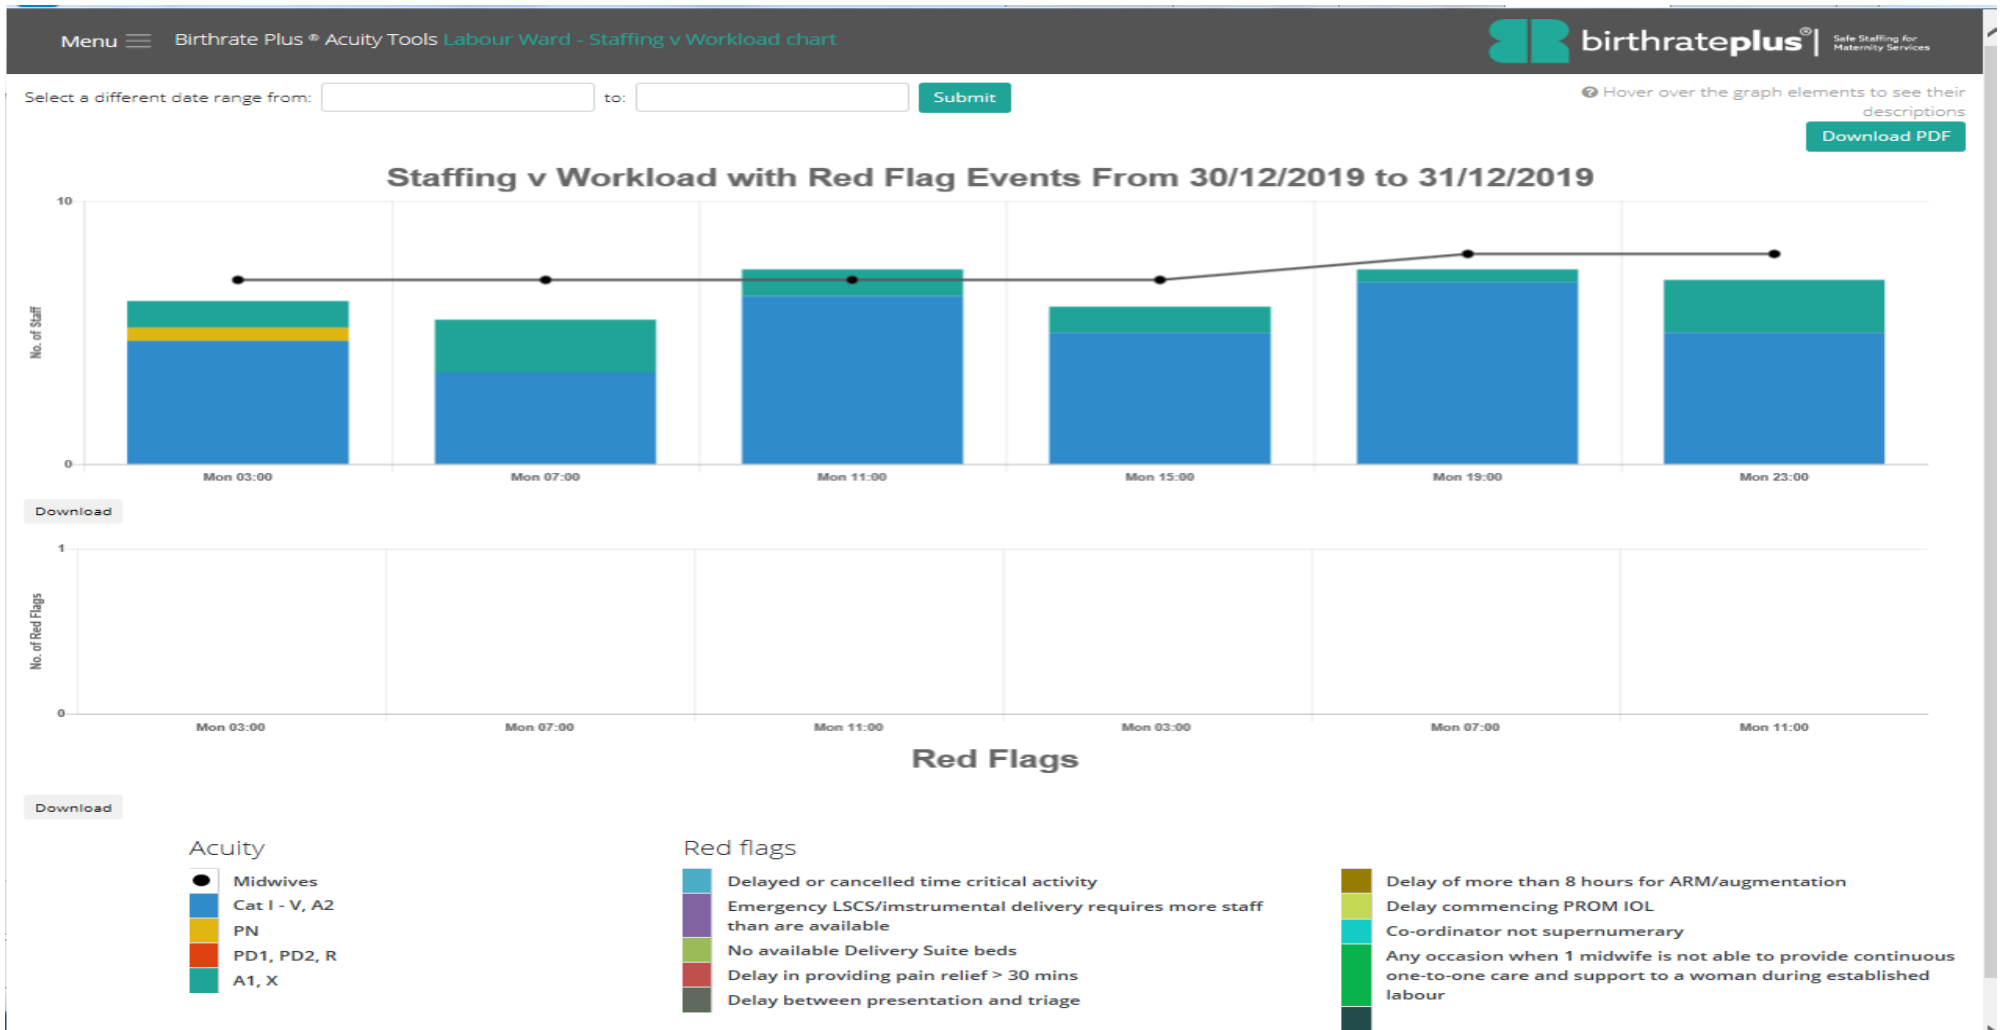 Menu Birthrate Plus ® Acuity Tools Labour Ward - Staffing v Workload chart
birthrateplus®
Safe Staffing for
Maternity Services
Select a different date range from: to: Submit
Hover over the graph elements to see their
descriptions
Download PDF
Staffing v Workload with Red Flag Events From 30/12/2019 to 31/12/2019
10
No. of Staff
0
Mon 03:00 Mon 07:00 Mon 11:00 Mon 15:00 Mon 19:00 Mon 23:00
Download
1
No. of Red Flags
0
Mon 03:00 Mon 07:00 Mon 11:00 Mon 03:00 Mon 07:00 Mon 11:00
Red Flags
Download
Acuity
Midwives
Cat I - V, A2
PN
PD1, PD2, R
A1, X
Red flags
Delayed or cancelled time critical activity
Emergency LSCS/imstrumental delivery requires more staff
than are available
No available Delivery Suite beds
Delay in providing pain relief > 30 mins
Delay between presentation and triage
Delay of more than 8 hours for ARM/augmentation
Delay commencing PROM IOL
Co-ordinator not supernumerary
Any occasion when 1 midwife is not able to provide continuous
one-to-one care and support to a woman during established
labour